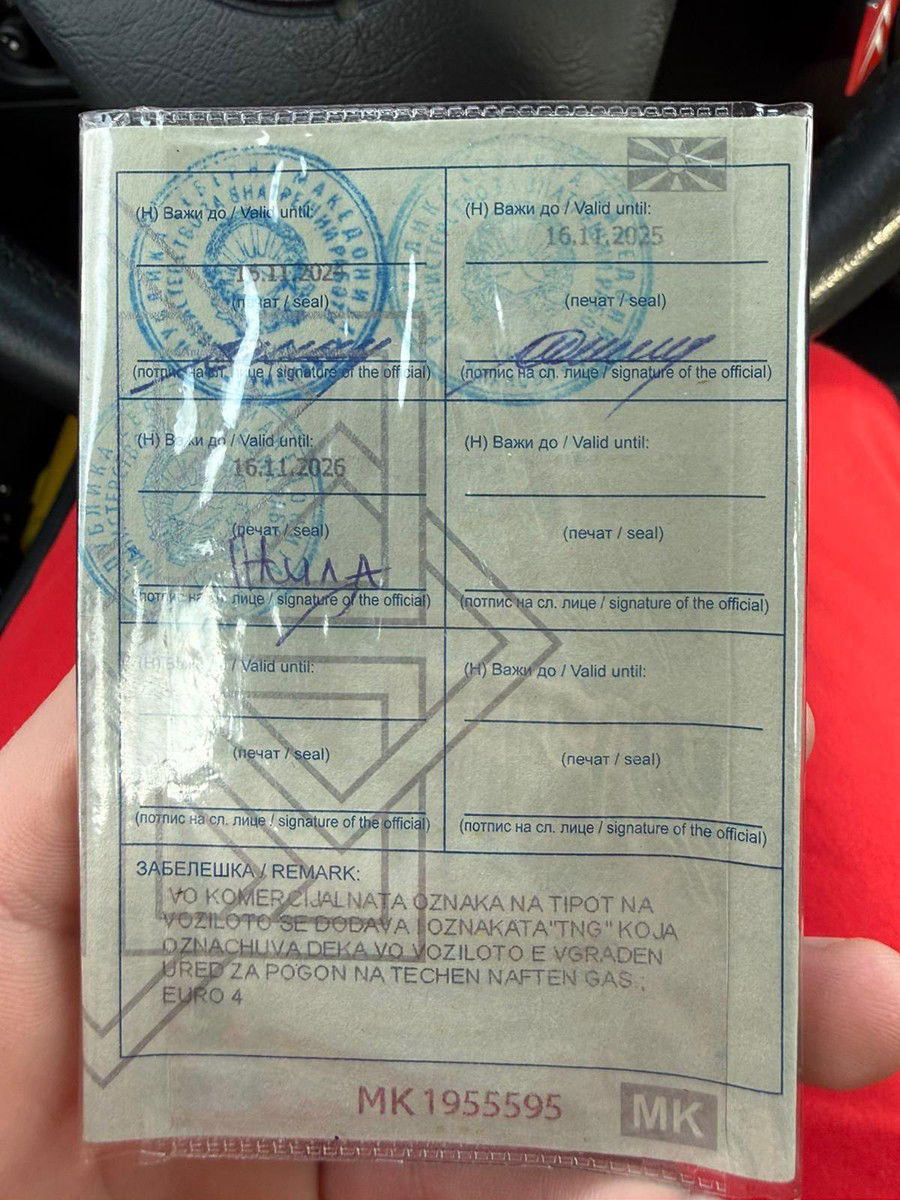 (H) Важи до / Valid until:
(печат / seal)
(потпис на сл. лице / signature of the official)
(H) Важи до / Valid until:
16.11.2025
(печат / seal)
(потпис на сл. лице / signature of the official)
(H) Важи до / Valid until:
16.11.2026
(печат / seal)
(потпис на сл. лице / signature of the official)
(H) Важи до / Valid until:
(печат / seal)
(потпис на сл. лице / signature of the official)
(H) Важи до / Valid until:
(печат / seal)
(потпис на сл. лице / signature of the official)
(H) Важи до / Valid until:
(печат / seal)
(потпис на сл. лице / signature of the official)
ЗАБЕЛЕШКА / REMARK:
VO KOMERCIJALNATA OZNAKA NA TIPOT NA
VOZILOTO SE DODAVA I OZNAKATA"TNG" KOJA
OZNACHUVA DEKA VO VOZILOTO E VGRADEN
URED ZA POGON NA TECHEN NAFTEN GAS.;
EURO 4
MK 1955595
MK